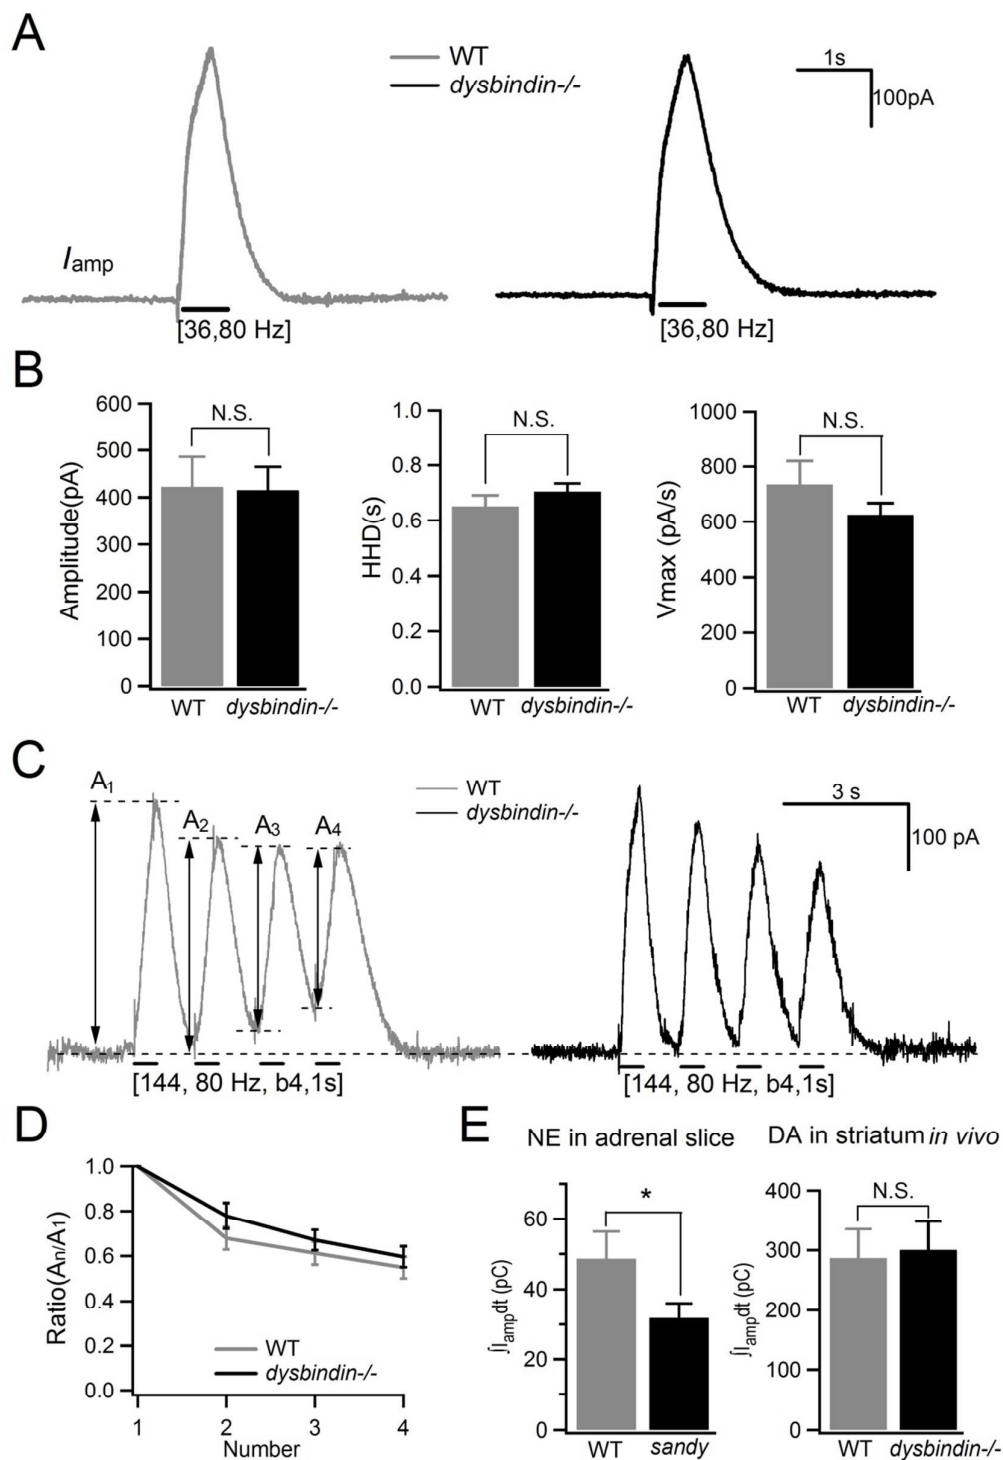 A
WT
dysbindin-/-
1s
100pA
Iamp
[36,80 Hz]
[36,80 Hz]
B
600
500
400
300
200
100
0
Amplitude(pA)
N.S.
WT
dysbindin-/-
1.0
0.8
0.6
0.4
0.2
0.0
HHD(s)
N.S.
WT
dysbindin-/-
1000
800
600
400
200
0
Vmax (pA/s)
N.S.
WT
dysbindin-/-
C
A1
A2
A3
A4
WT
dysbindin-/-
3 s
100 pA
[144, 80 Hz, b4,1s]
[144, 80 Hz, b4,1s]
D
1.0
0.8
0.6
0.4
0.2
0.0
Ratio(An/A1)
WT
dysbindin-/-
1
2
3
4
Number
E
NE in adrenal slice
60
40
20
0
∫Iampdt (pC)
*
WT
sandy
DA in striatum in vivo
400
300
200
100
0
∫Iampdt (pC)
N.S.
WT
dysbindin-/-